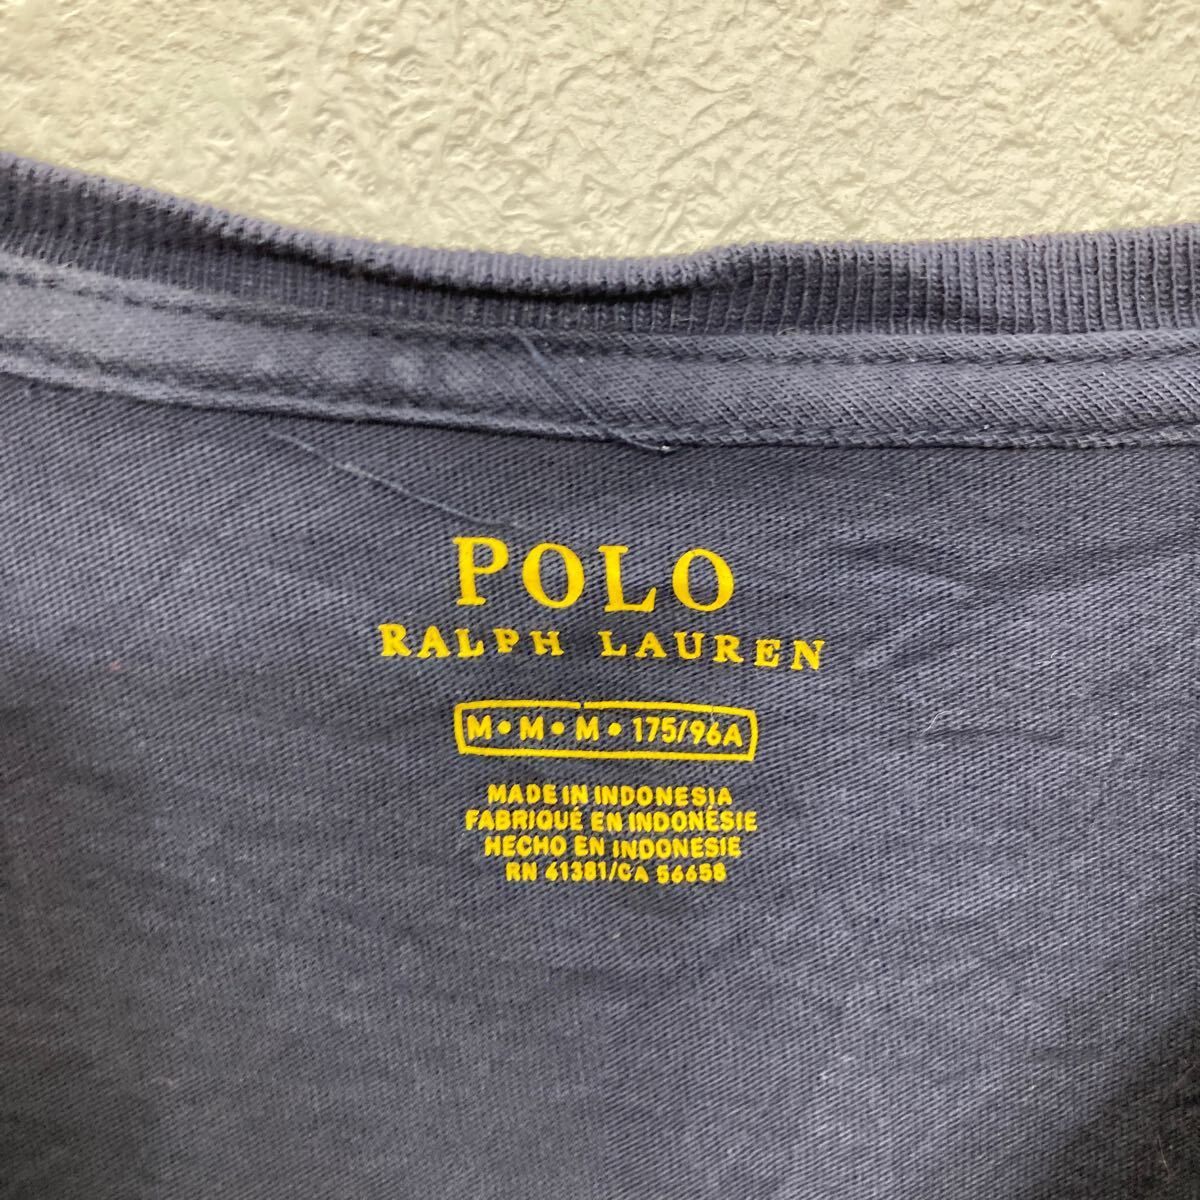 POLO
RALPH LAUREN
M • M • M • 175/96A
MADE IN INDONESIA
FABRIQUÉ EN INDONÉSIE
HECHO EN INDONESIE
RN 41381/CA 56658